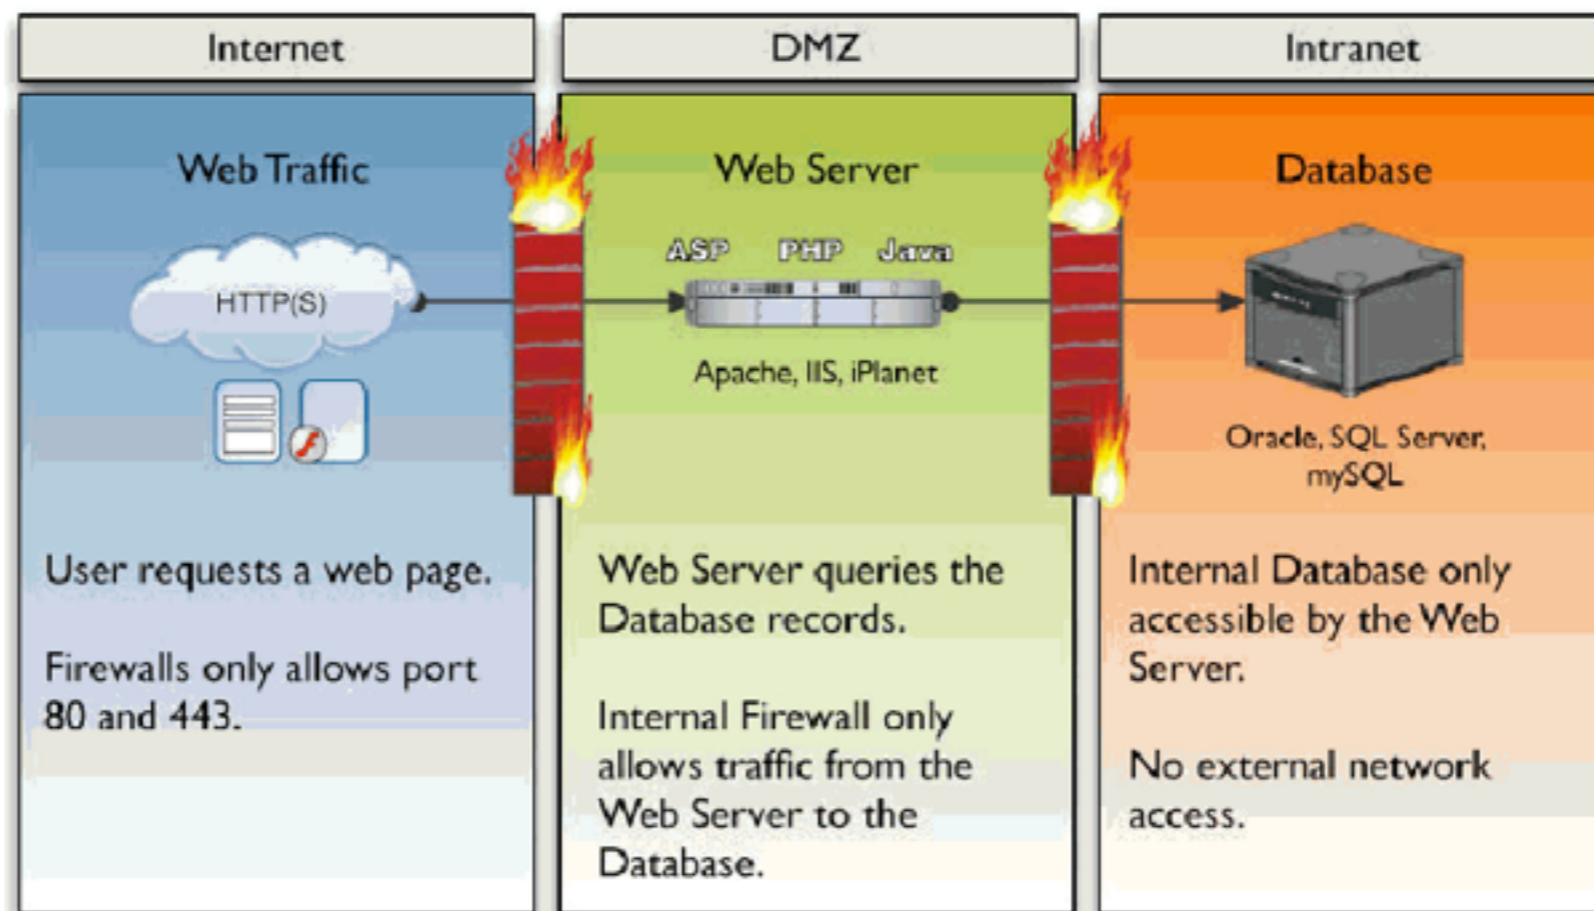 Internet
DMZ
Intranet
Web Traffic
HTTP(S)
User requests a web page.
Firewalls only allows port
80 and 443.
Web Server
ASP PHP Java
Apache, IIS, iPlanet
Web Server queries the
Database records.
Internal Firewall only
allows traffic from the
Web Server to the
Database.
Database
Oracle, SQL Server,
mySQL
Internal Database only
accessible by the Web
Server.
No external network
access.